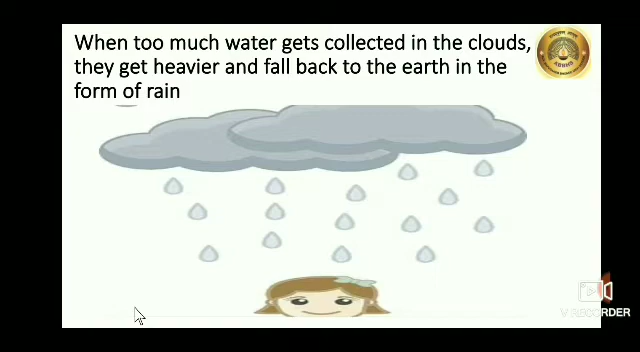 When too much water gets collected in the clouds,
they get heavier and fall back to the earth in the
form of rain
V RECORDER